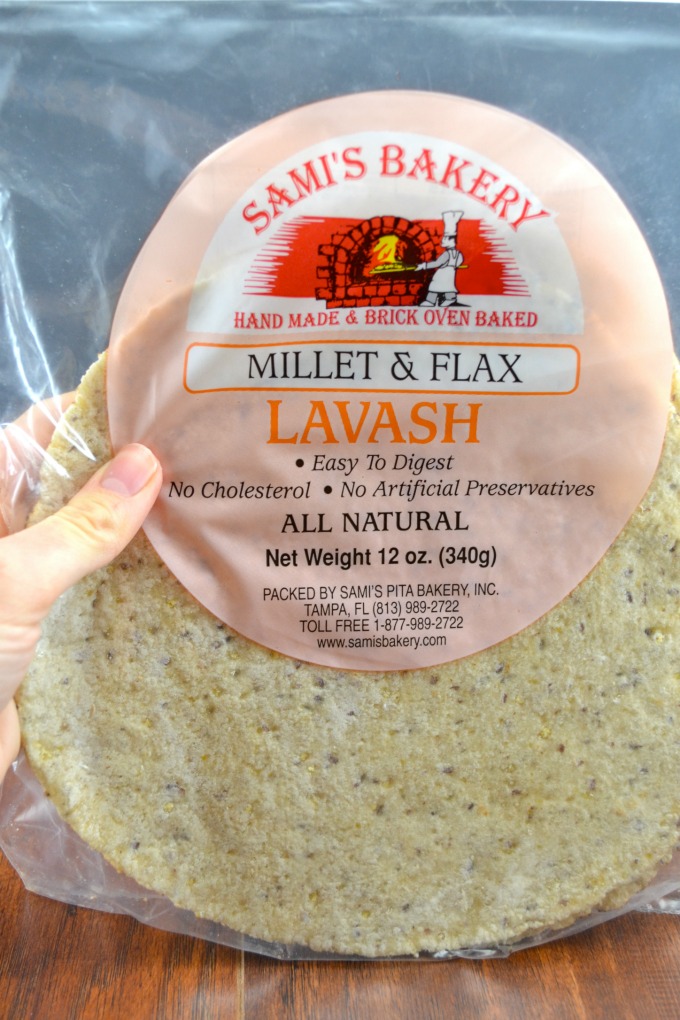 SAMI'S BAKERY
HAND MADE & BRICK OVEN BAKED
MILLET & FLAX
LAVASH
• Easy To Digest
No Cholesterol • No Artificial Preservatives
ALL NATURAL
Net Weight 12 oz. (340g)
PACKED BY SAMI'S PITA BAKERY, INC.
TAMPA, FL (813) 989-2722
TOLL FREE 1-877-989-2722
www.samisbakery.com